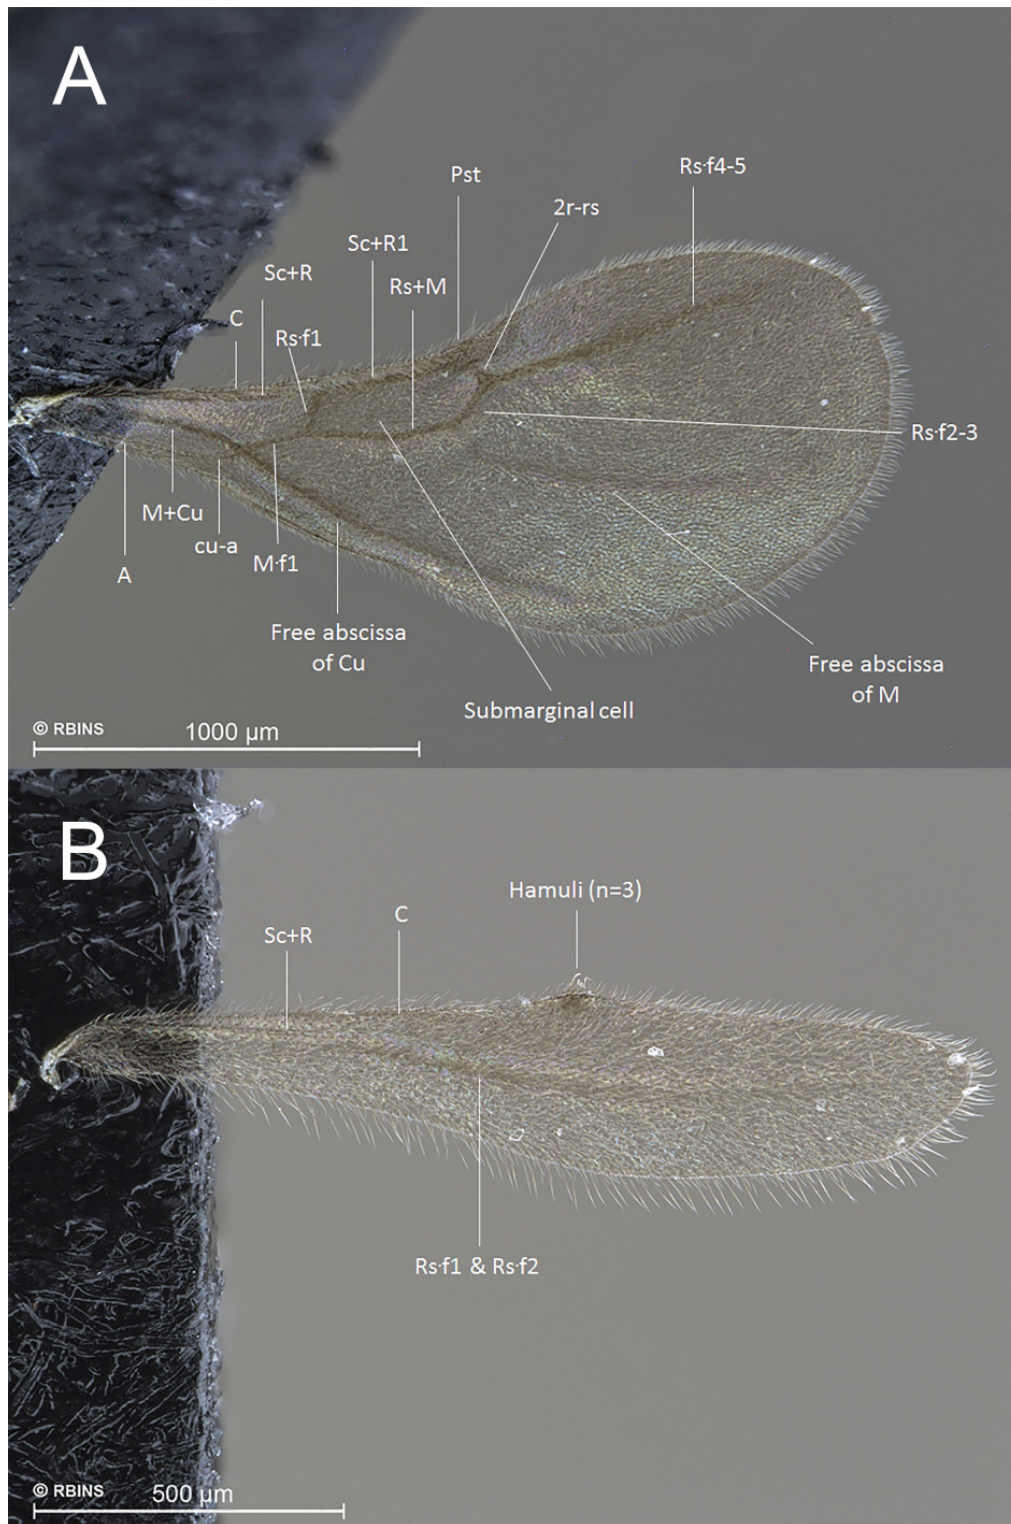 A
Pst
Rs·f4-5
2r-rs
Sc+R1
Sc+R
Rs+M
C
Rs·f1
Rs·f2-3
M+Cu
cu-a
M·f1
A
Free abscissa
of Cu
Free abscissa
of M
Submarginal cell
© RBINS
1000 µm
B
Hamuli (n=3)
C
Sc+R
Rs·f1 & Rs·f2
© RBINS
500 µm